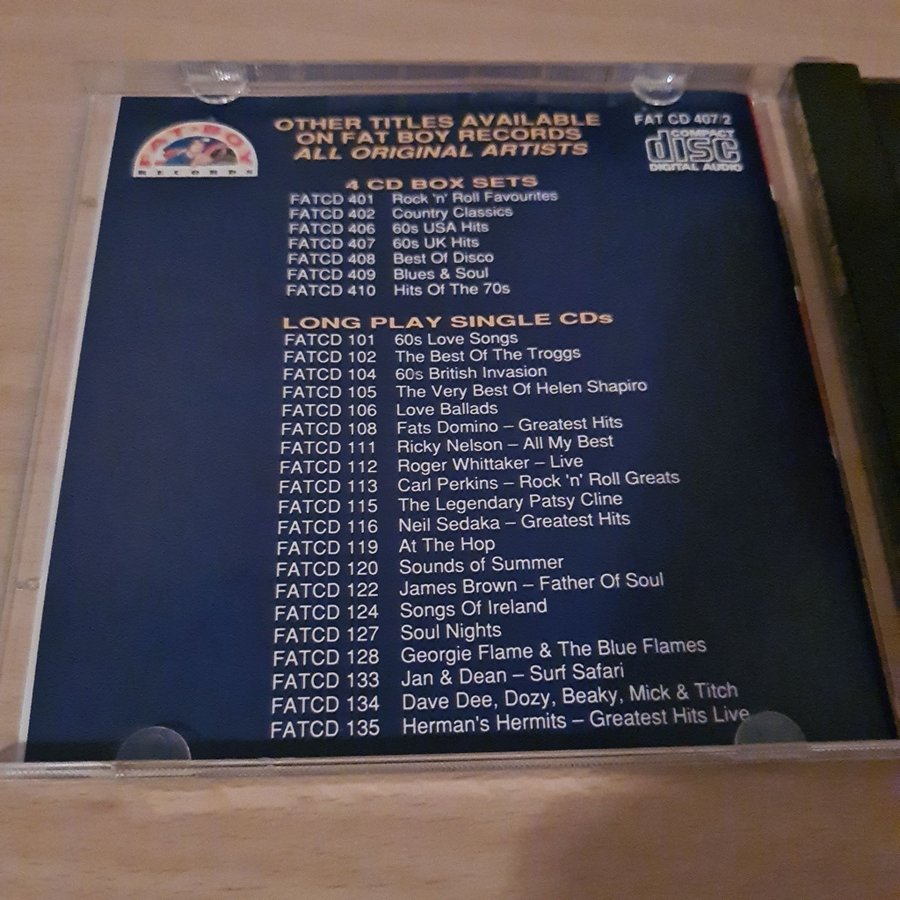 FAT-BOY
RECORDS
OTHER TITLES AVAILABLE
ON FAT BOY RECORDS
ALL ORIGINAL ARTISTS
FAT CD 407/2
COMPACT
disc
DIGITAL AUDIO
4 CD BOX SETS
FATCD 401 Rock 'n' Roll Favourites
FATCD 402 Country Classics
FATCD 406 60s USA Hits
FATCD 407 60s UK Hits
FATCD 408 Best Of Disco
FATCD 409 Blues & Soul
FATCD 410 Hits Of The 70s
LONG PLAY SINGLE CDs
FATCD 101 60s Love Songs
FATCD 102 The Best Of The Troggs
FATCD 104 60s British Invasion
FATCD 105 The Very Best Of Helen Shapiro
FATCD 106 Love Ballads
FATCD 108 Fats Domino – Greatest Hits
FATCD 111 Ricky Nelson – All My Best
FATCD 112 Roger Whittaker – Live
FATCD 113 Carl Perkins – Rock 'n' Roll Greats
FATCD 115 The Legendary Patsy Cline
FATCD 116 Neil Sedaka – Greatest Hits
FATCD 119 At The Hop
FATCD 120 Sounds of Summer
FATCD 122 James Brown – Father Of Soul
FATCD 124 Songs Of Ireland
FATCD 127 Soul Nights
FATCD 128 Georgie Flame & The Blue Flames
FATCD 133 Jan & Dean – Surf Safari
FATCD 134 Dave Dee, Dozy, Beaky, Mick & Titch
FATCD 135 Herman's Hermits – Greatest Hits Live